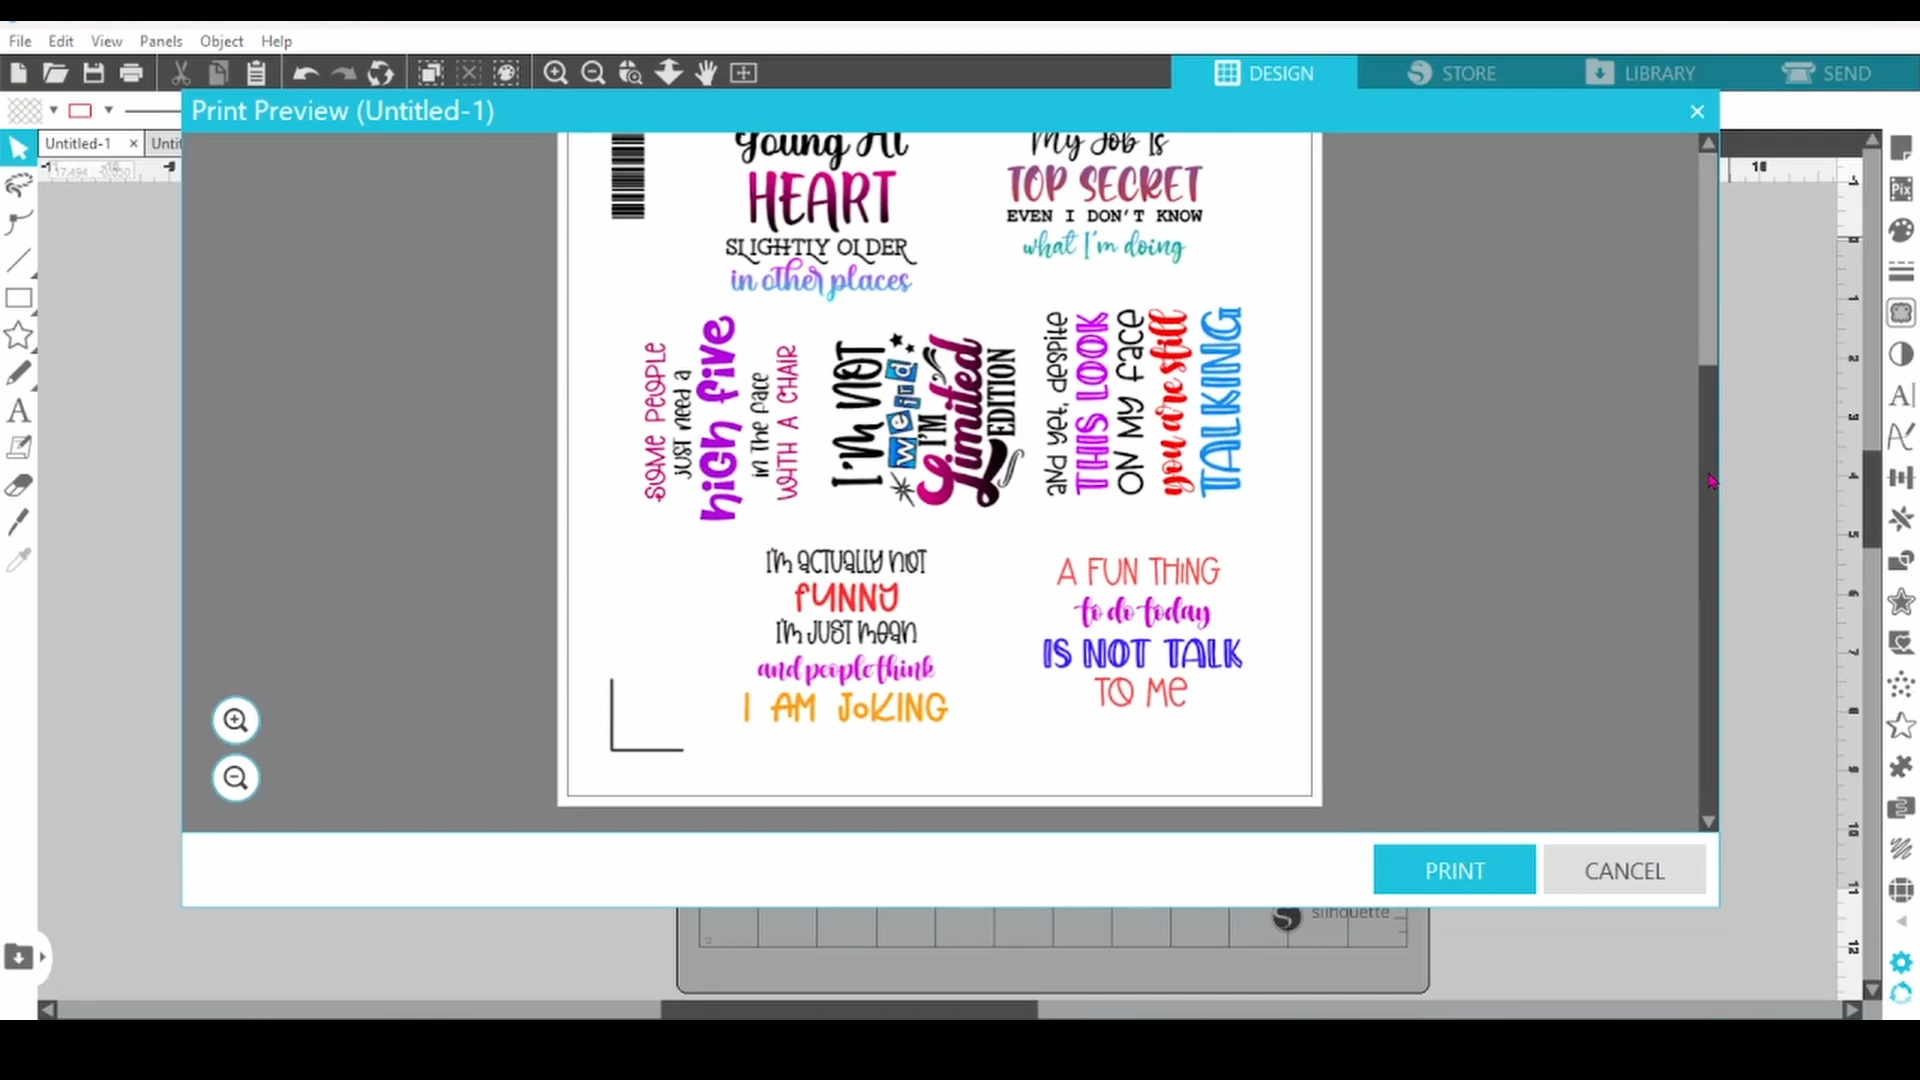 File Edit View Panels Object Help
DESIGN STORE LIBRARY SEND
Print Preview (Untitled-1)
Untitled-1
Young At
HEART
SLIGHTLY OLDER
in other places
My Job Is
TOP SECRET
EVEN I DON'T KNOW
what I'm doing
SOME PEOPLE
JUST need a
HIGH FIVE
in the face
WITH A CHAIR
I'M NOT
weird
I'M
Limited
EDITION
and yet, despite
THIS LOOK
ON MY FACE
you are still
TALKING
I'm actually not
FUNNY
I'm JUST mean
and people think
I AM JOKING
A FUN THING
to do today
IS NOT TALK
TO ME
PRINT CANCEL
silhouette